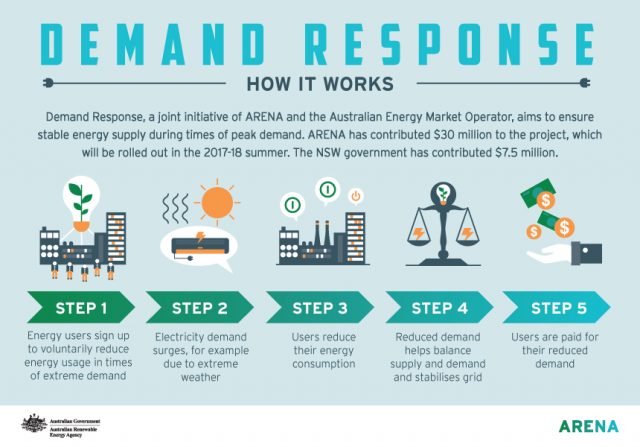 DEMAND RESPONSE
HOW IT WORKS
Demand Response, a joint initiative of ARENA and the Australian Energy Market Operator, aims to ensure
stable energy supply during times of peak demand. ARENA has contributed $30 million to the project, which
will be rolled out in the 2017-18 summer. The NSW government has contributed $7.5 million.
$
$
$
STEP 1
Energy users sign up
to voluntarily reduce
energy usage in times
of extreme demand
STEP 2
Electricity demand
surges, for example
due to extreme
weather
STEP 3
Users reduce
their energy
consumption
STEP 4
Reduced demand
helps balance
supply and demand
and stabilises grid
STEP 5
Users are paid for
their reduced
demand
Australian Government
Australian Renewable
Energy Agency
ARENA